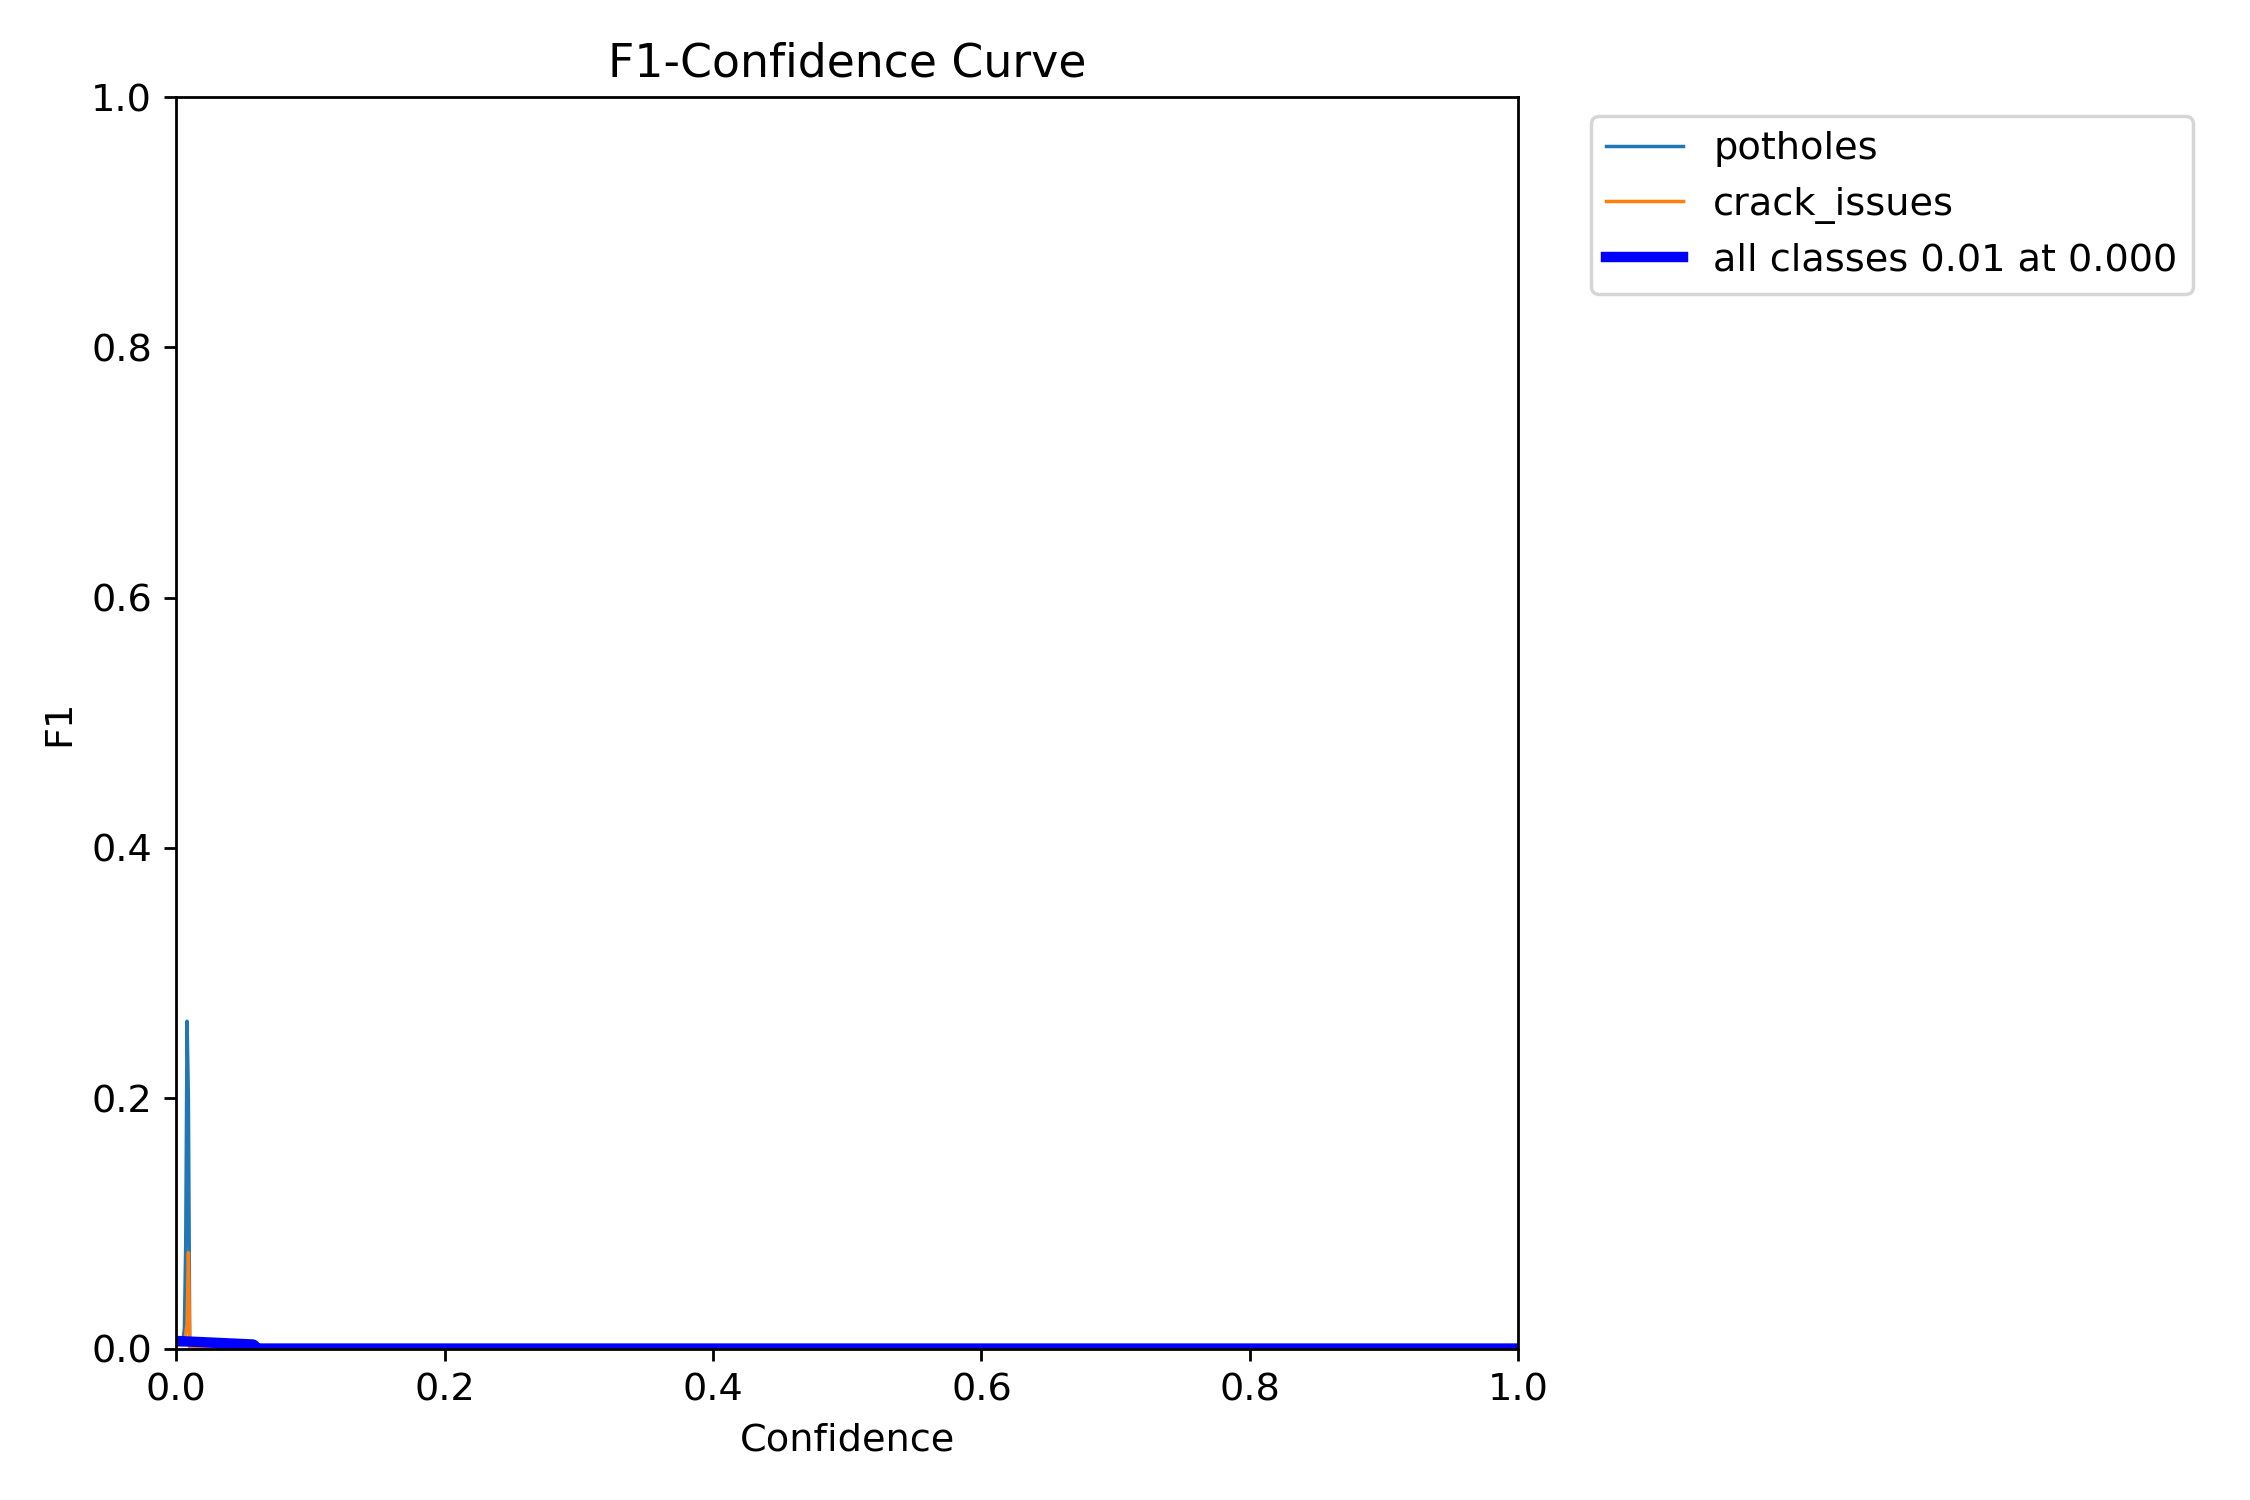 F1-Confidence Curve
1.0
0.8
0.6
0.4
0.2
0.0
F1
0.0 0.2 0.4 0.6 0.8 1.0
Confidence
potholes
crack_issues
all classes 0.01 at 0.000